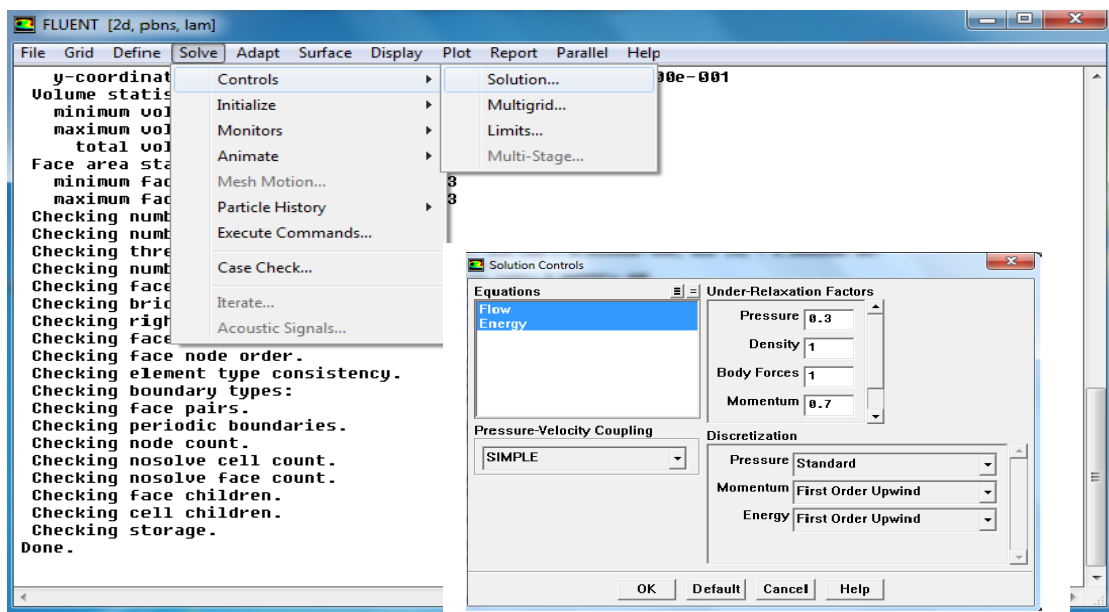 FLUENT [2d, pbns, lam]
File Grid Define Solve Adapt Surface Display Plot Report Parallel Help
Controls
Initialize
Monitors
Animate
Mesh Motion...
Particle History
Execute Commands...
Case Check...
Iterate...
Acoustic Signals...
Solution...
Multigrid...
Limits...
Multi-Stage...
y-coordinat 00e-001
Volume statis
minimum vol
maximum vol
total vol
Face area sta
minimum fac 3
maximum fac 3
Checking numb
Checking numb
Checking thre
Checking numb
Checking face
Checking brid
Checking righ
Checking face
Checking face node order.
Checking element type consistency.
Checking boundary types:
Checking face pairs.
Checking periodic boundaries.
Checking node count.
Checking nosolve cell count.
Checking nosolve face count.
Checking face children.
Checking cell children.
Checking storage.
Done.
Solution Controls
Equations
Flow
Energy
Pressure-Velocity Coupling
SIMPLE
Under-Relaxation Factors
Pressure 0.3
Density 1
Body Forces 1
Momentum 0.7
Discretization
Pressure Standard
Momentum First Order Upwind
Energy First Order Upwind
OK Default Cancel Help